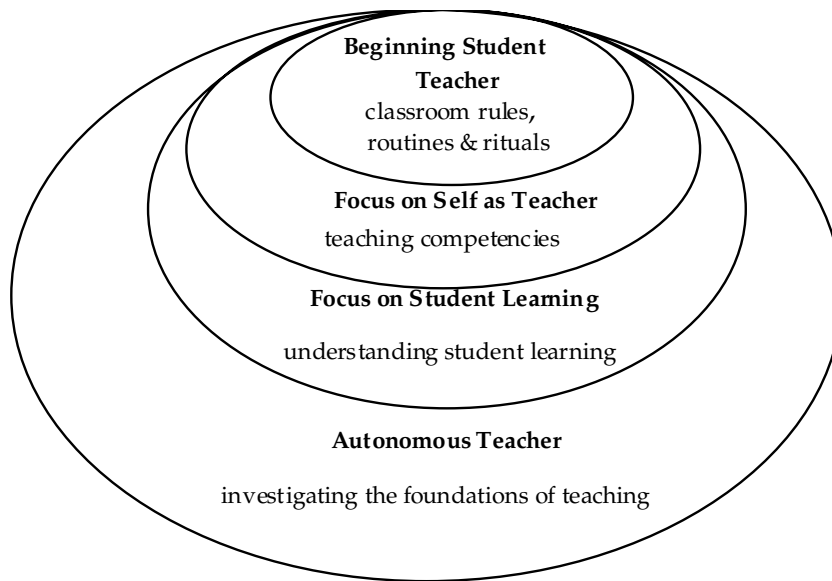 Beginning Student
Teacher
classroom rules,
routines & rituals
Focus on Self as Teacher
teaching competencies
Focus on Student Learning
understanding student learning
Autonomous Teacher
investigating the foundations of teaching